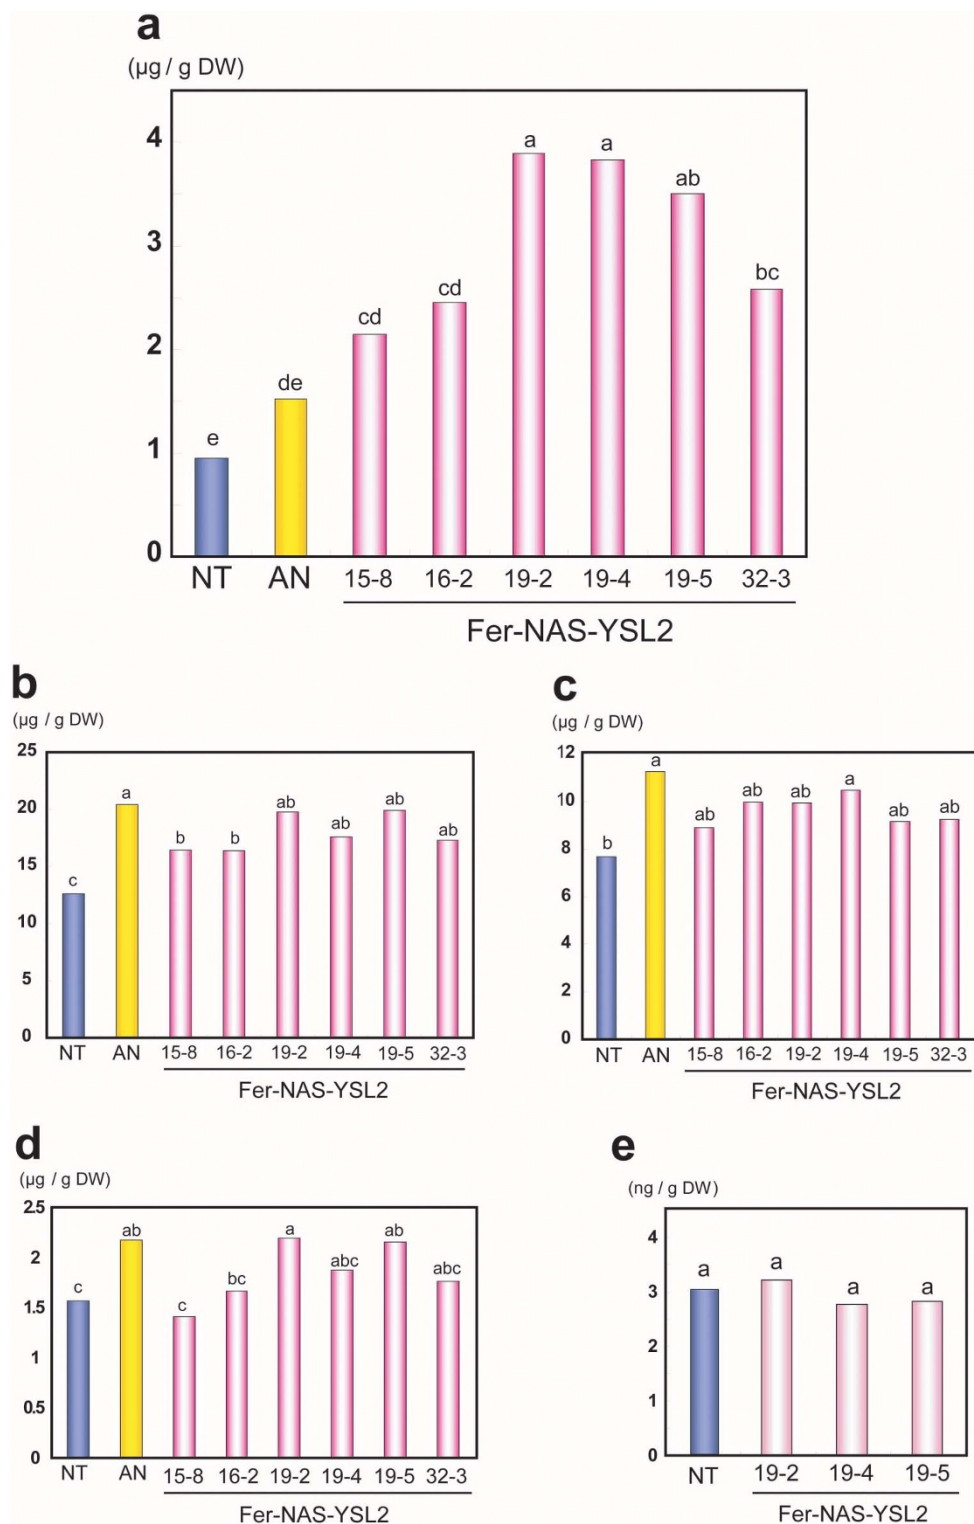 a
(µg / g DW)
4
3
2
1
0
e
de
cd
cd
a
a
ab
bc
NT AN 15-8 16-2 19-2 19-4 19-5 32-3
Fer-NAS-YSL2
b
(µg / g DW)
25
20
15
10
5
0
c
a
b
b
ab
ab
ab
ab
NT AN 15-8 16-2 19-2 19-4 19-5 32-3
Fer-NAS-YSL2
c
(µg / g DW)
12
10
8
6
4
2
0
b
a
ab
ab
ab
a
ab
ab
NT AN 15-8 16-2 19-2 19-4 19-5 32-3
Fer-NAS-YSL2
d
(µg / g DW)
2.5
2
1.5
1
0.5
0
c
ab
c
bc
a
abc
ab
abc
NT AN 15-8 16-2 19-2 19-4 19-5 32-3
Fer-NAS-YSL2
e
(ng / g DW)
4
3
2
1
0
a
a
a
a
NT 19-2 19-4 19-5
Fer-NAS-YSL2